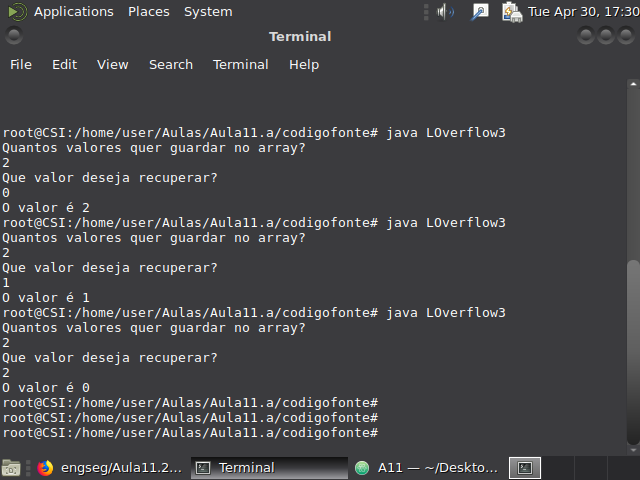 Applications Places System Tue Apr 30, 17:30
Terminal
File Edit View Search Terminal Help
root@CSI:/home/user/Aulas/Aula11.a/codigofonte# java LOverflow3
Quantos valores quer guardar no array?
2
Que valor deseja recuperar?
0
O valor é 2
root@CSI:/home/user/Aulas/Aula11.a/codigofonte# java LOverflow3
Quantos valores quer guardar no array?
2
Que valor deseja recuperar?
1
O valor é 1
root@CSI:/home/user/Aulas/Aula11.a/codigofonte# java LOverflow3
Quantos valores quer guardar no array?
2
Que valor deseja recuperar?
2
O valor é 0
root@CSI:/home/user/Aulas/Aula11.a/codigofonte#
root@CSI:/home/user/Aulas/Aula11.a/codigofonte#
root@CSI:/home/user/Aulas/Aula11.a/codigofonte#
engseg/Aula11.2... Terminal A11 — ~/Deskto...